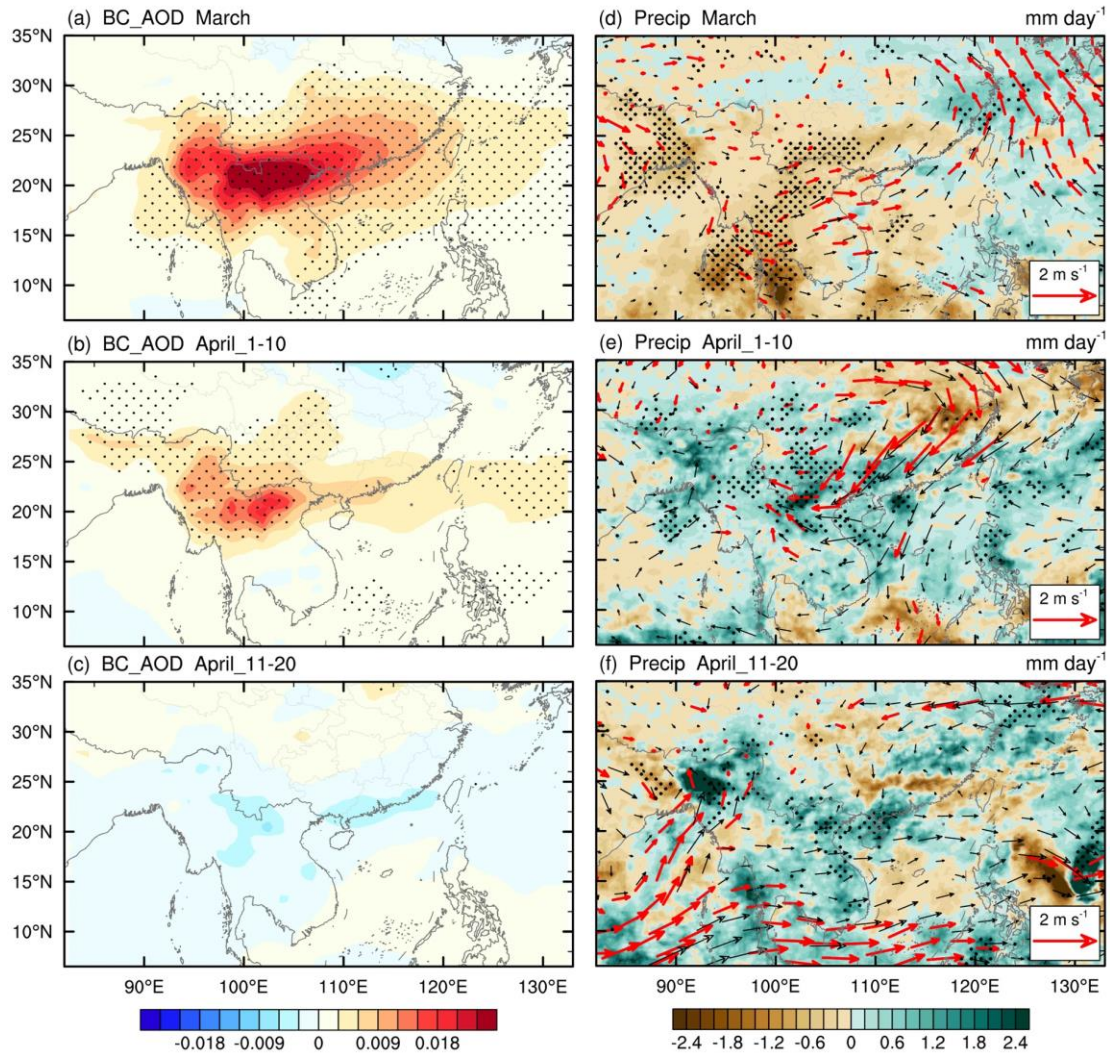 (a) BC_AOD March
35°N
30°N
25°N
20°N
15°N
10°N
(d) Precip March mm day-1
2 m s-1
(b) BC_AOD April_1-10
35°N
30°N
25°N
20°N
15°N
10°N
(e) Precip April_1-10 mm day-1
2 m s-1
(c) BC_AOD April_11-20
35°N
30°N
25°N
20°N
15°N
10°N
(f) Precip April_11-20 mm day-1
2 m s-1
90°E 100°E 110°E 120°E 130°E
90°E 100°E 110°E 120°E 130°E
-0.018 -0.009 0 0.009 0.018
-2.4 -1.8 -1.2 -0.6 0 0.6 1.2 1.8 2.4